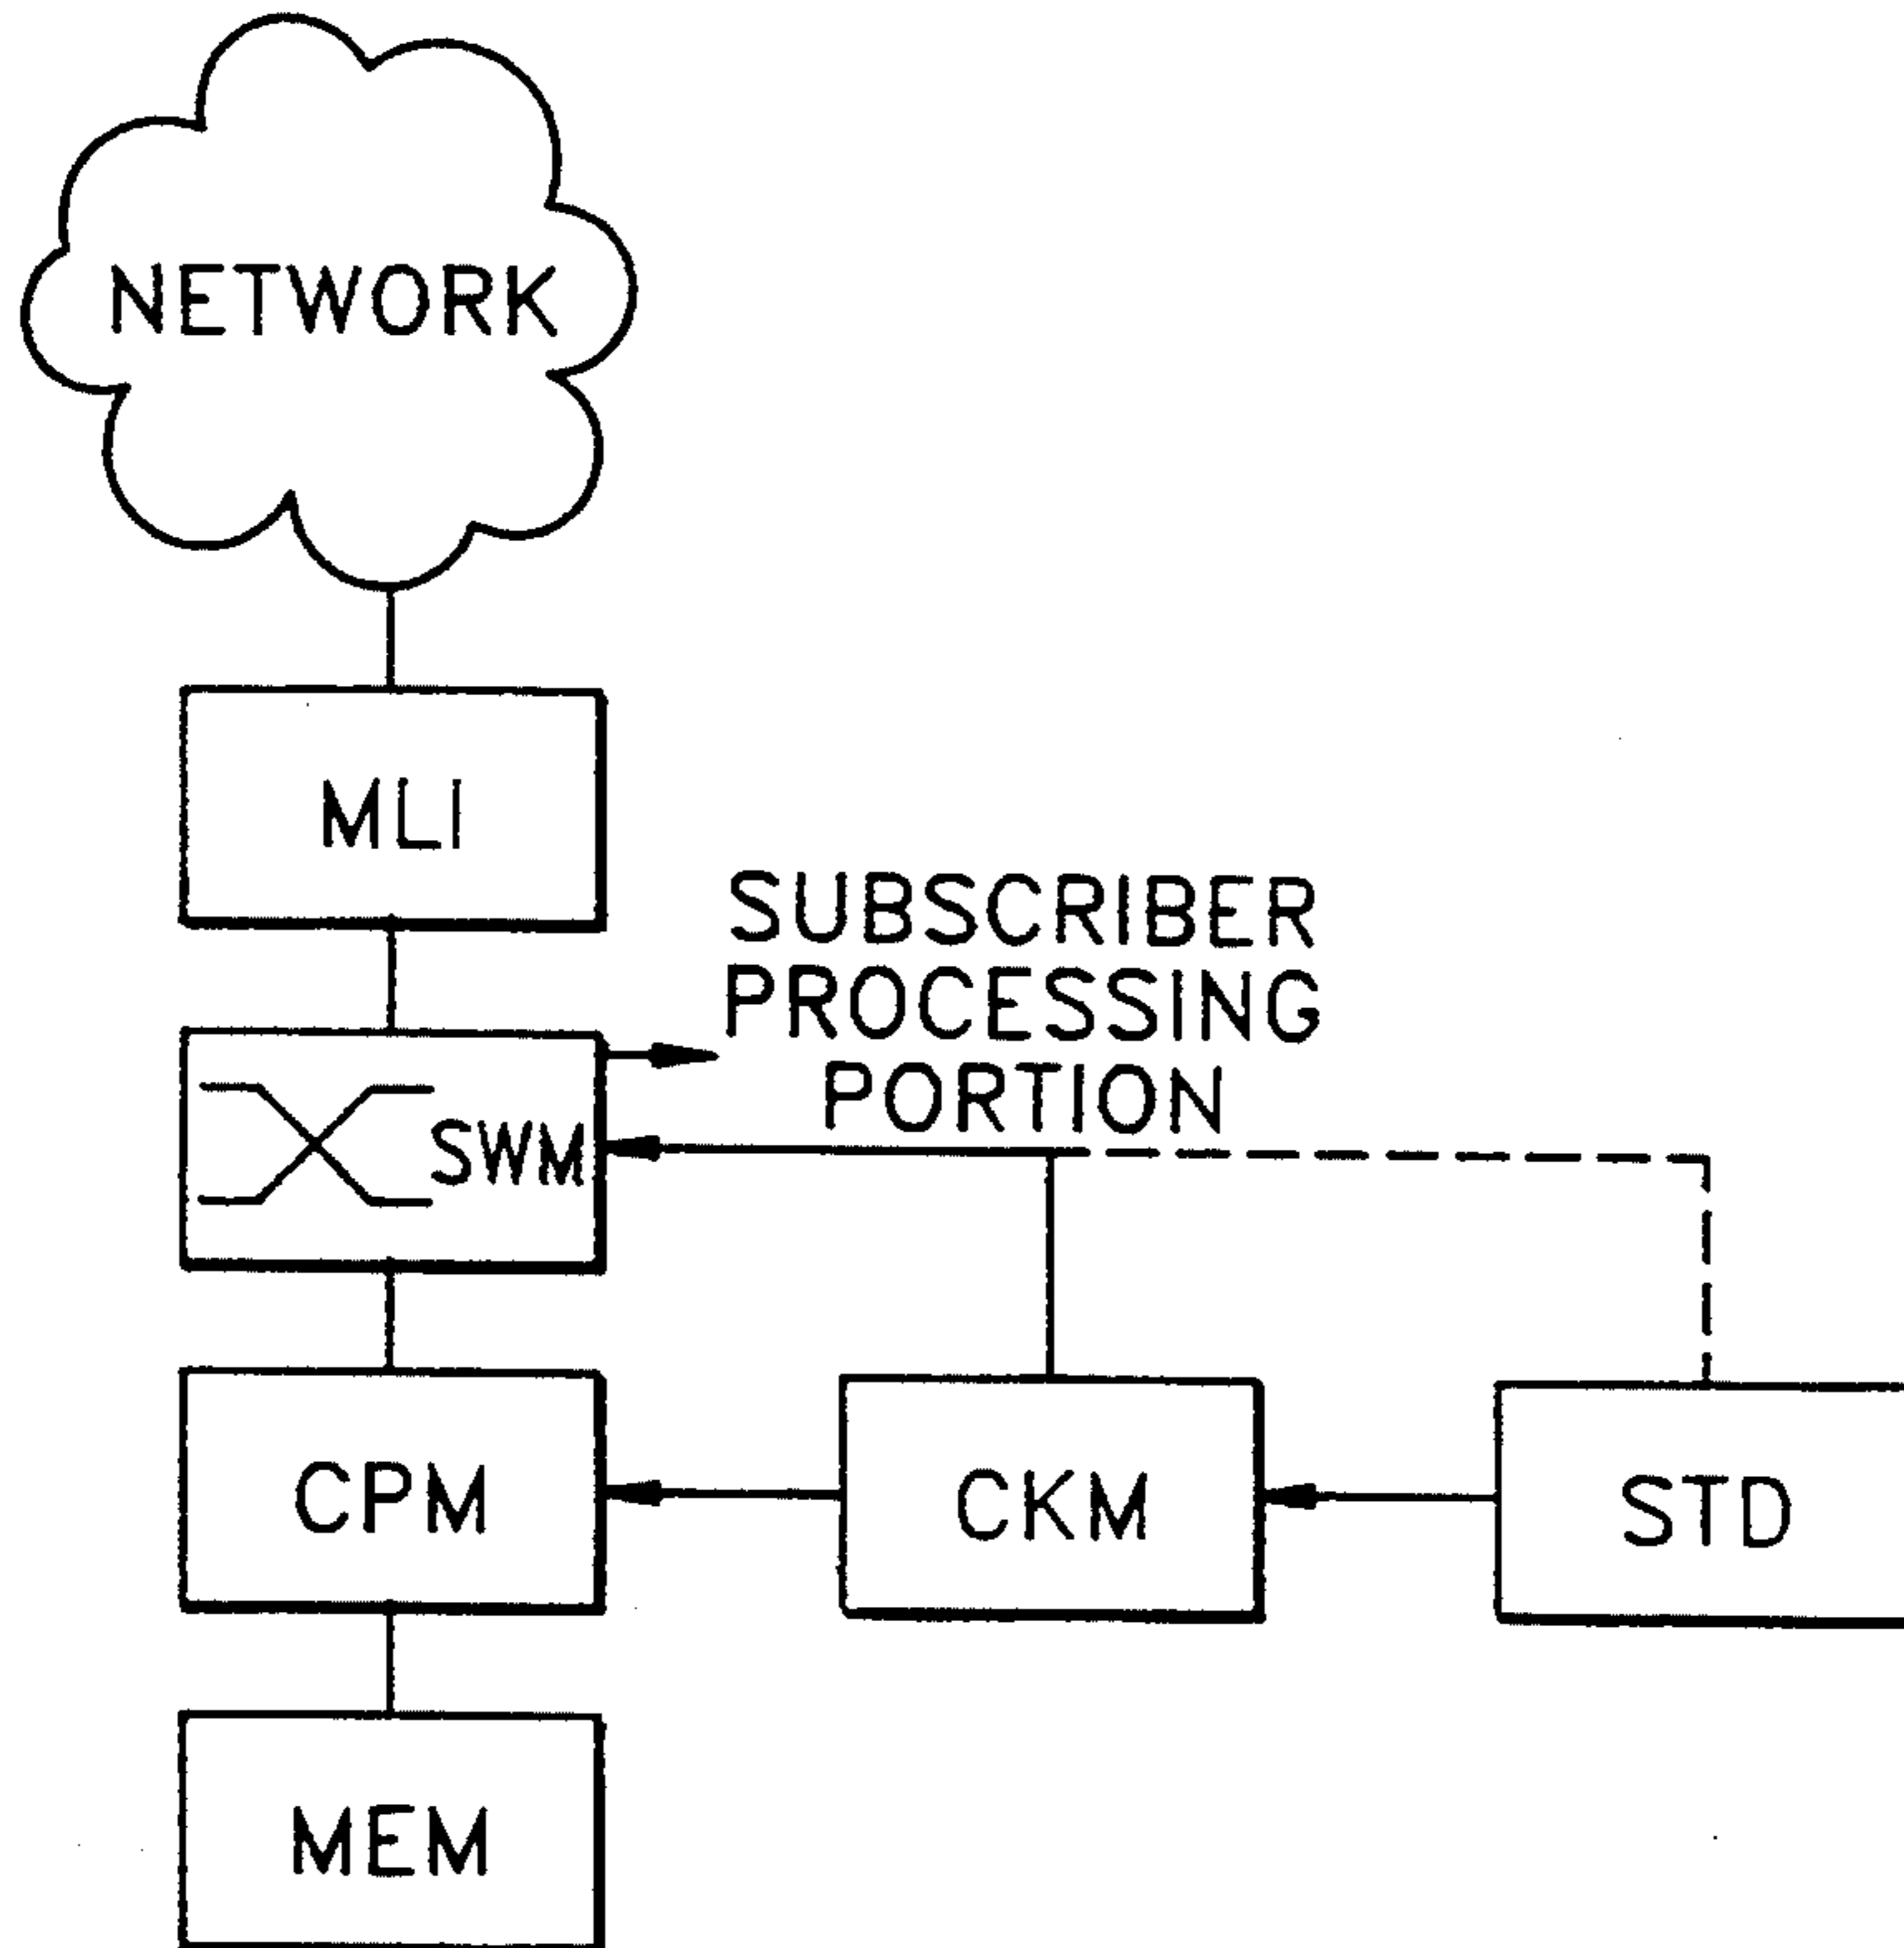 NETWORK
MLI
SUBSCRIBER
PROCESSING
PORTION
SWM
CPM
CKM
STD
MEM